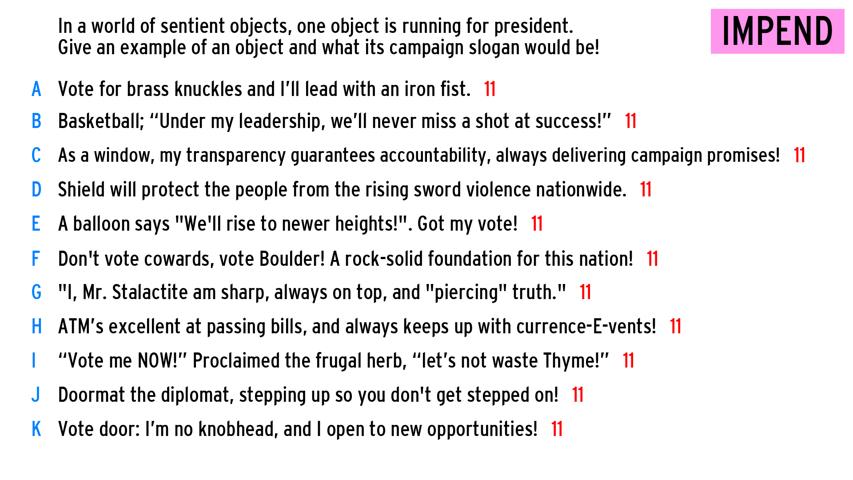 In a world of sentient objects, one object is running for president.
Give an example of an object and what its campaign slogan would be!
IMPEND
A Vote for brass knuckles and I’ll lead with an iron fist. 11
B Basketball; “Under my leadership, we’ll never miss a shot at success!” 11
C As a window, my transparency guarantees accountability, always delivering campaign promises! 11
D Shield will protect the people from the rising sword violence nationwide. 11
E A balloon says "We'll rise to newer heights!". Got my vote! 11
F Don't vote cowards, vote Boulder! A rock-solid foundation for this nation! 11
G "I, Mr. Stalactite am sharp, always on top, and "piercing" truth." 11
H ATM’s excellent at passing bills, and always keeps up with currence-E-vents! 11
I “Vote me NOW!” Proclaimed the frugal herb, “let’s not waste Thyme!” 11
J Doormat the diplomat, stepping up so you don't get stepped on! 11
K Vote door: I’m no knobhead, and I open to new opportunities! 11